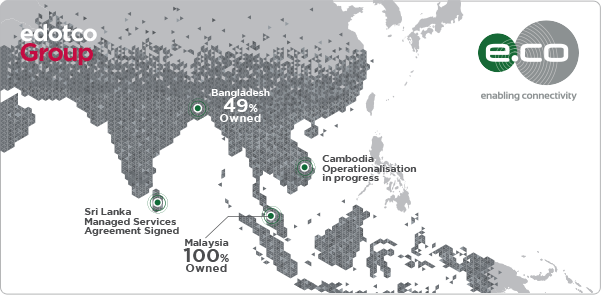 edotco
Group
e.co
enabling connectivity
Bangladesh
49%
Owned
Cambodia
Operationalisation
in progress
Sri Lanka
Managed Services
Agreement Signed
Malaysia
100%
Owned